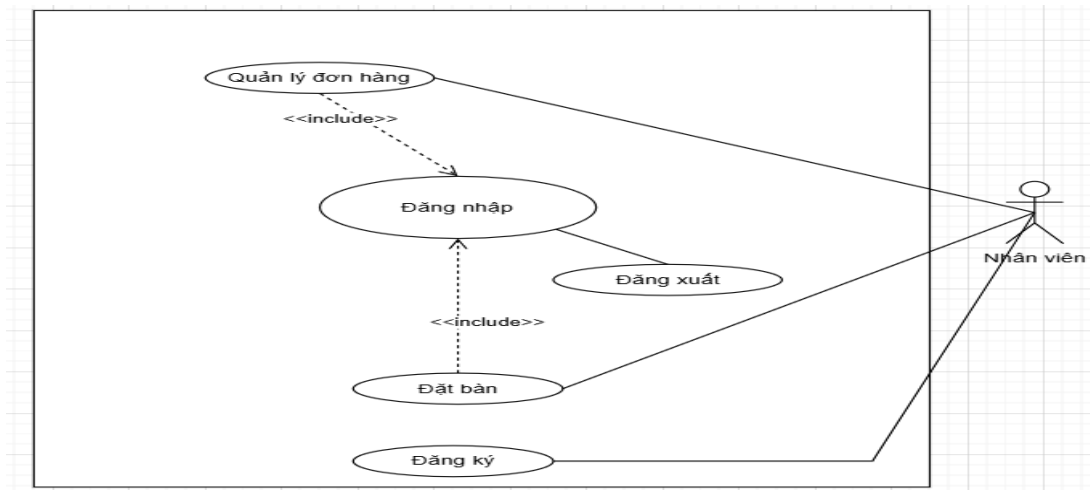 Quản lý đơn hàng
<<include>>
Đăng nhập
Đăng xuất
Nhân viên
<<include>>
Đặt bàn
Đăng ký